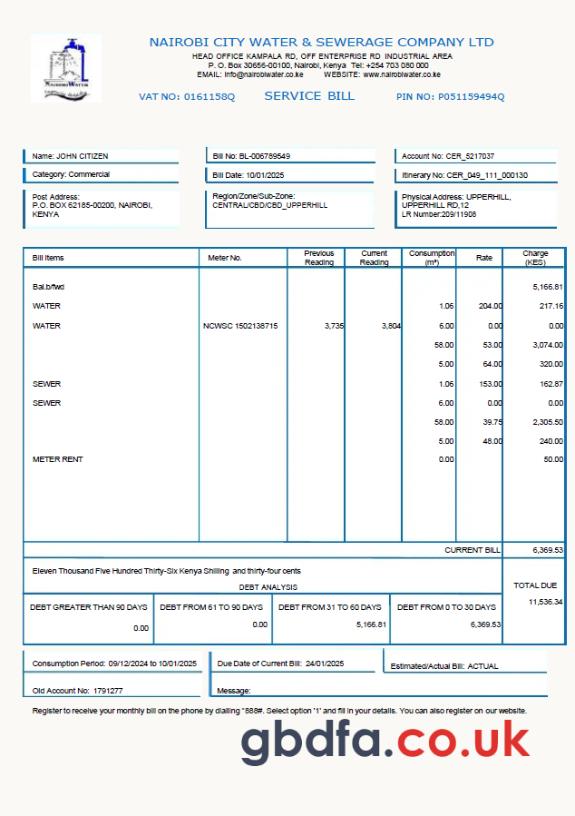 NAIROBI CITY WATER & SEWERAGE COMPANY LTD
HEAD OFFICE KAMPALA RD, OFF ENTERPRISE RD INDUSTRIAL AREA
P. O. Box 30656-00100, Nairobi, Kenya Tel: +254 703 080 000
EMAIL: info@nairobiwater.co.ke WEBSITE: www.nairobiwater.co.ke
VAT NO: 0161158Q SERVICE BILL PIN NO: P051159494Q
NAIROBI WATER
Name: JOHN CITIZEN Bill No: BL-006789549 Account No: CER_5217037
Category: Commercial Bill Date: 10/01/2025 Itinerary No: CER_049_111_000130
Post Address: Region/Zone/Sub-Zone: Physical Address: UPPERHILL,
P.O. BOX 62185-00200, NAIROBI, CENTRAL/CBD/CBD_UPPERHILL UPPERHILL RD,12
KENYA LR Number:209/11908
Bill Items Meter No. Previous Reading Current Reading Consumption (m³) Rate Charge (KES)
Bal.b/fwd 5,166.81
WATER 1.06 204.00 217.16
WATER NCWSC 1502138715 3,735 3,804 6.00 0.00 0.00
58.00 53.00 3,074.00
5.00 64.00 320.00
SEWER 1.06 153.00 162.87
SEWER 6.00 0.00 0.00
58.00 39.75 2,305.50
5.00 48.00 240.00
METER RENT 0.00 50.00
CURRENT BILL 6,369.53
Eleven Thousand Five Hundred Thirty-Six Kenya Shilling and thirty-four cents
DEBT ANALYSIS TOTAL DUE
11,536.34
DEBT GREATER THAN 90 DAYS DEBT FROM 61 TO 90 DAYS DEBT FROM 31 TO 60 DAYS DEBT FROM 0 TO 30 DAYS
0.00 0.00 5,166.81 6,369.53
Consumption Period: 09/12/2024 to 10/01/2025 Due Date of Current Bill: 24/01/2025 Estimated/Actual Bill: ACTUAL
Old Account No: 1791277 Message:
Register to receive your monthly bill on the phone by dialling *888#. Select option '1' and fill in your details. You can also register on our website.
gbdfa.co.uk